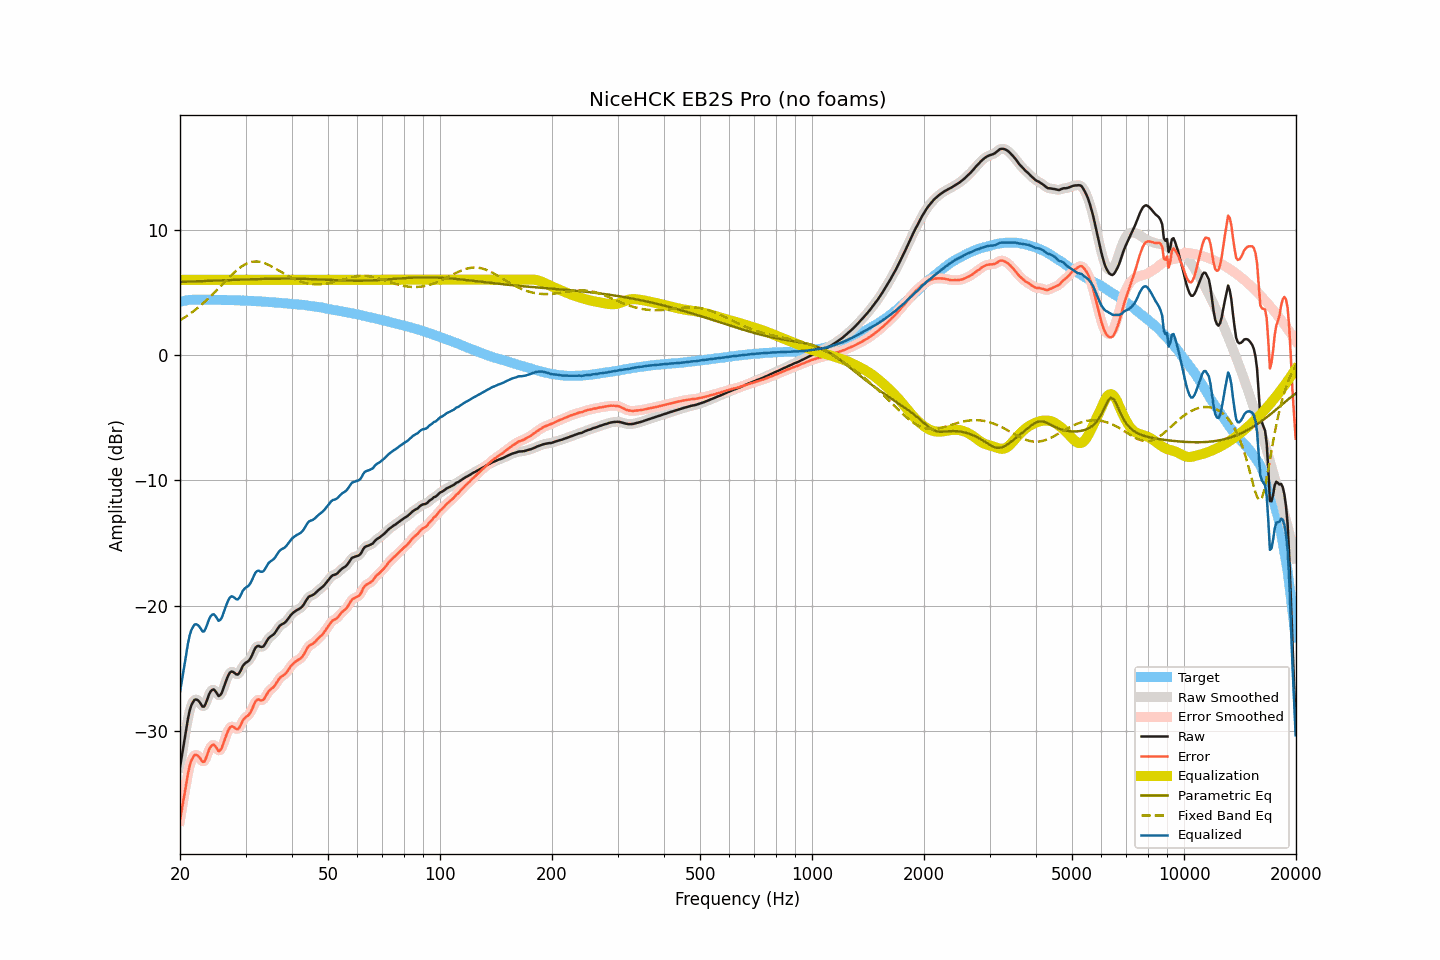 NiceHCK EB2S Pro (no foams)
Amplitude (dBr)
10
0
−10
−20
−30
20
50
100
200
500
1000
2000
5000
10000
20000
Frequency (Hz)
Target
Raw Smoothed
Error Smoothed
Raw
Error
Equalization
Parametric Eq
Fixed Band Eq
Equalized